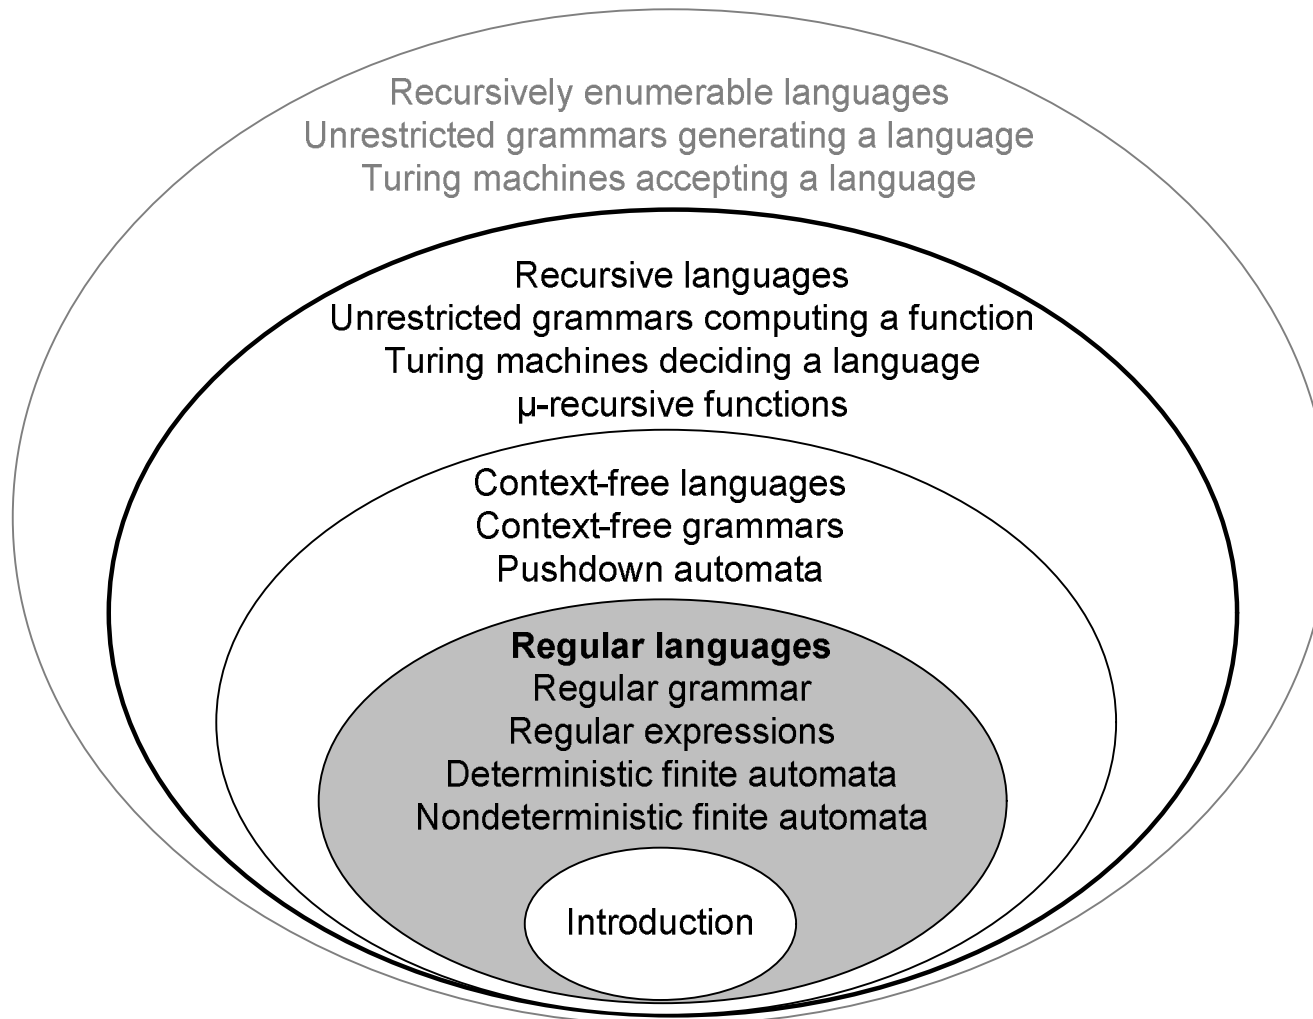 Recursively enumerable languages
Unrestricted grammars generating a language
Turing machines accepting a language
Recursive languages
Unrestricted grammars computing a function
Turing machines deciding a language
µ-recursive functions
Context-free languages
Context-free grammars
Pushdown automata
Regular languages
Regular grammar
Regular expressions
Deterministic finite automata
Nondeterministic finite automata
Introduction